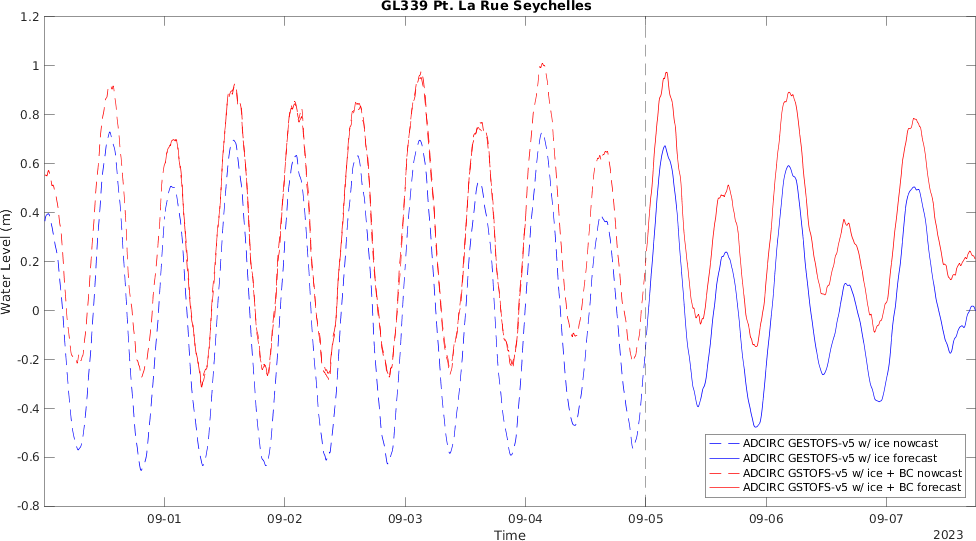 GL339 Pt. La Rue Seychelles
1.2
1
0.8
0.6
0.4
0.2
0
-0.2
-0.4
-0.6
-0.8
Water Level (m)
ADCIRC GESTOFS-v5 w/ ice nowcast
ADCIRC GESTOFS-v5 w/ ice forecast
ADCIRC GSTOFS-v5 w/ ice + BC nowcast
ADCIRC GSTOFS-v5 w/ ice + BC forecast
09-01 09-02 09-03 09-04 09-05 09-06 09-07
Time
2023